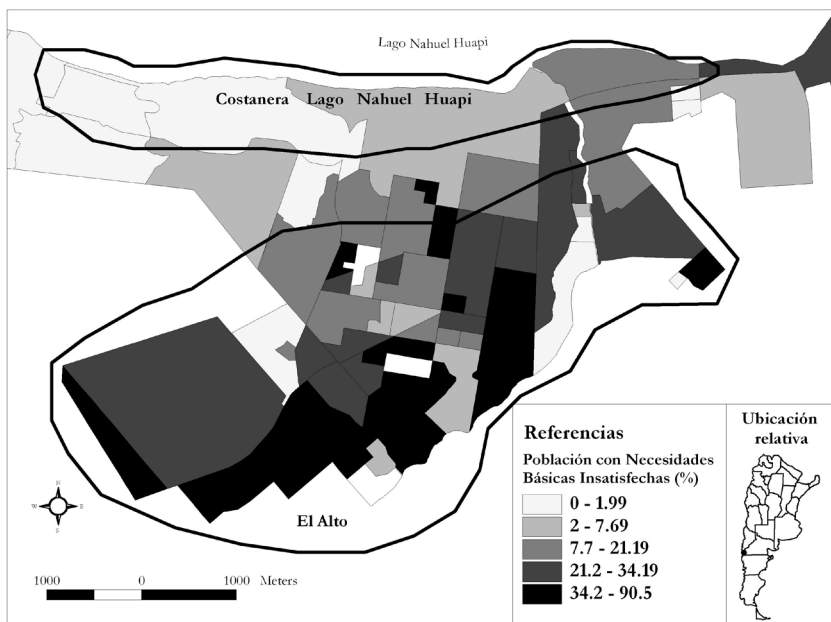 Lago Nahuel Huapi
Costanera Lago Nahuel Huapi
El Alto
N
W E
S
1000 0 1000 Meters
Referencias
Población con Necesidades
Básicas Insatisfechas (%)
0 - 1.99
2 - 7.69
7.7 - 21.19
21.2 - 34.19
34.2 - 90.5
Ubicación
relativa